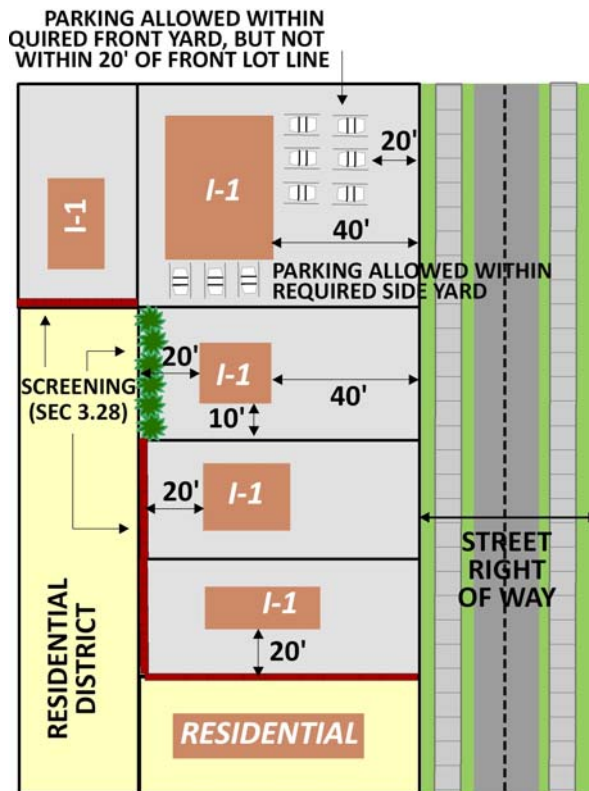 PARKING ALLOWED WITHIN
QUIRED FRONT YARD, BUT NOT
WITHIN 20' OF FRONT LOT LINE
I-1
I-1
20'
40'
PARKING ALLOWED WITHIN
REQUIRED SIDE YARD
SCREENING
(SEC 3.28)
20'
I-1
40'
10'
20'
I-1
STREET
RIGHT
OF WAY
I-1
20'
RESIDENTIAL
DISTRICT
RESIDENTIAL